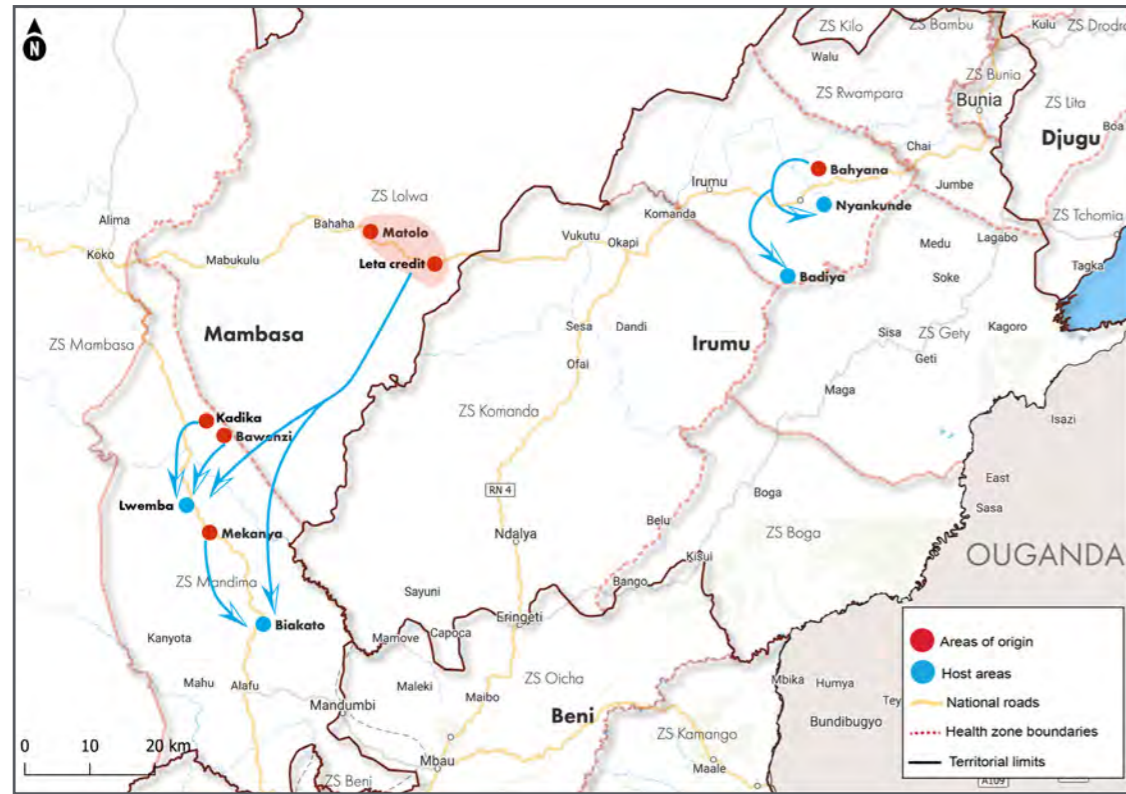 N
ZS Kilo
ZS Bambu
Kulu
ZS Drodro
Walu
ZS Bunia
ZS Rwampara
Bunia
ZS Lita
Boa
Djugu
Chai
Bahyana
ZS Lolwa
Irumu
Jumbe
Nyankunde
Komanda
Alima
Bahaha
Matolo
ZS Tchomia
Vukutu
Okapi
Medu
Lagabo
Koko
Mabukulu
Leta credit
Badiya
Soke
Tagka
Mambasa
Sesa
Dandi
Sisa
ZS Gety
Kagoro
ZS Mambasa
Irumu
Geti
Ofai
Maga
Kadika
ZS Komanda
Isazi
Bawanzi
RN 4
East
Lwemba
Boga
Sasa
Mekanya
Belu
ZS Boga
Ndalya
Kisui
OUGANDA
ZS Mandima
Bango
Sayuni
Eringeti
Biakato
Kanyota
Mamove
Capoca
Mahu
Alafu
Maleki
Maibo
ZS Oicha
Mbika
Humya
Tey
Mandumbi
Beni
Bundibugyo
ZS Kamango
Mbau
Maale
ZS Beni
0 10 20 km
Areas of origin
Host areas
National roads
Health zone boundaries
Territorial limits
A109